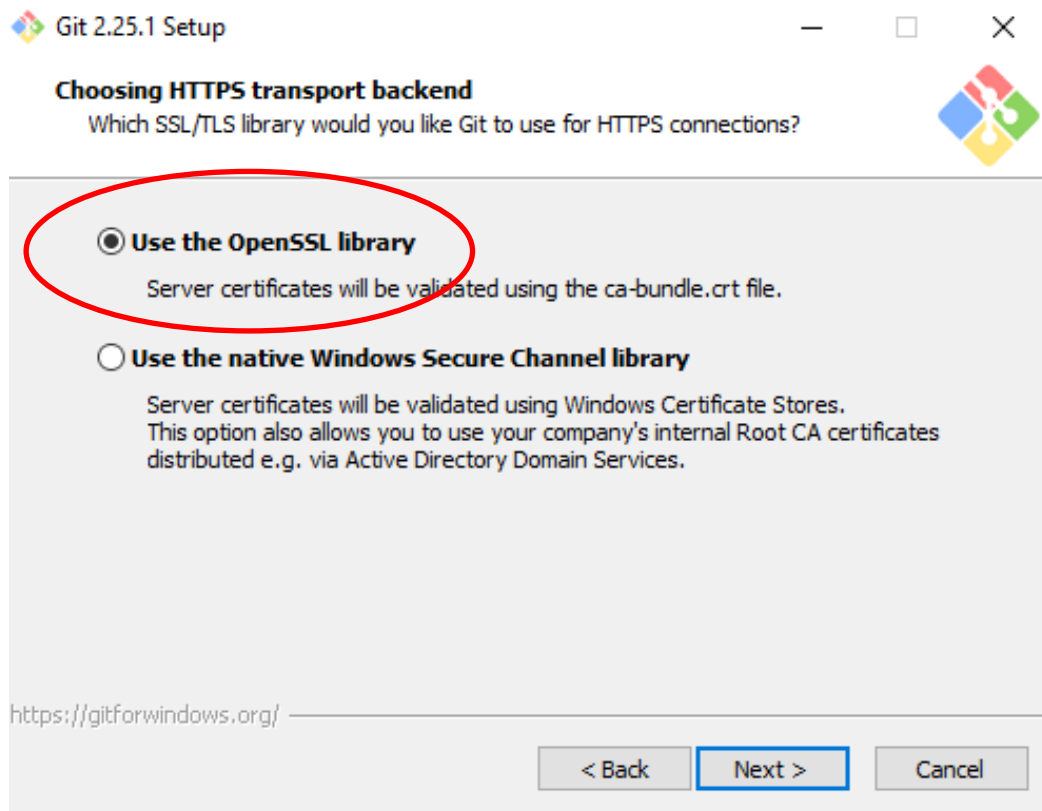 Git 2.25.1 Setup
Choosing HTTPS transport backend
Which SSL/TLS library would you like Git to use for HTTPS connections?
Use the OpenSSL library
Server certificates will be validated using the ca-bundle.crt file.
Use the native Windows Secure Channel library
Server certificates will be validated using Windows Certificate Stores.
This option also allows you to use your company's internal Root CA certificates
distributed e.g. via Active Directory Domain Services.
https://gitforwindows.org/
< Back Next > Cancel